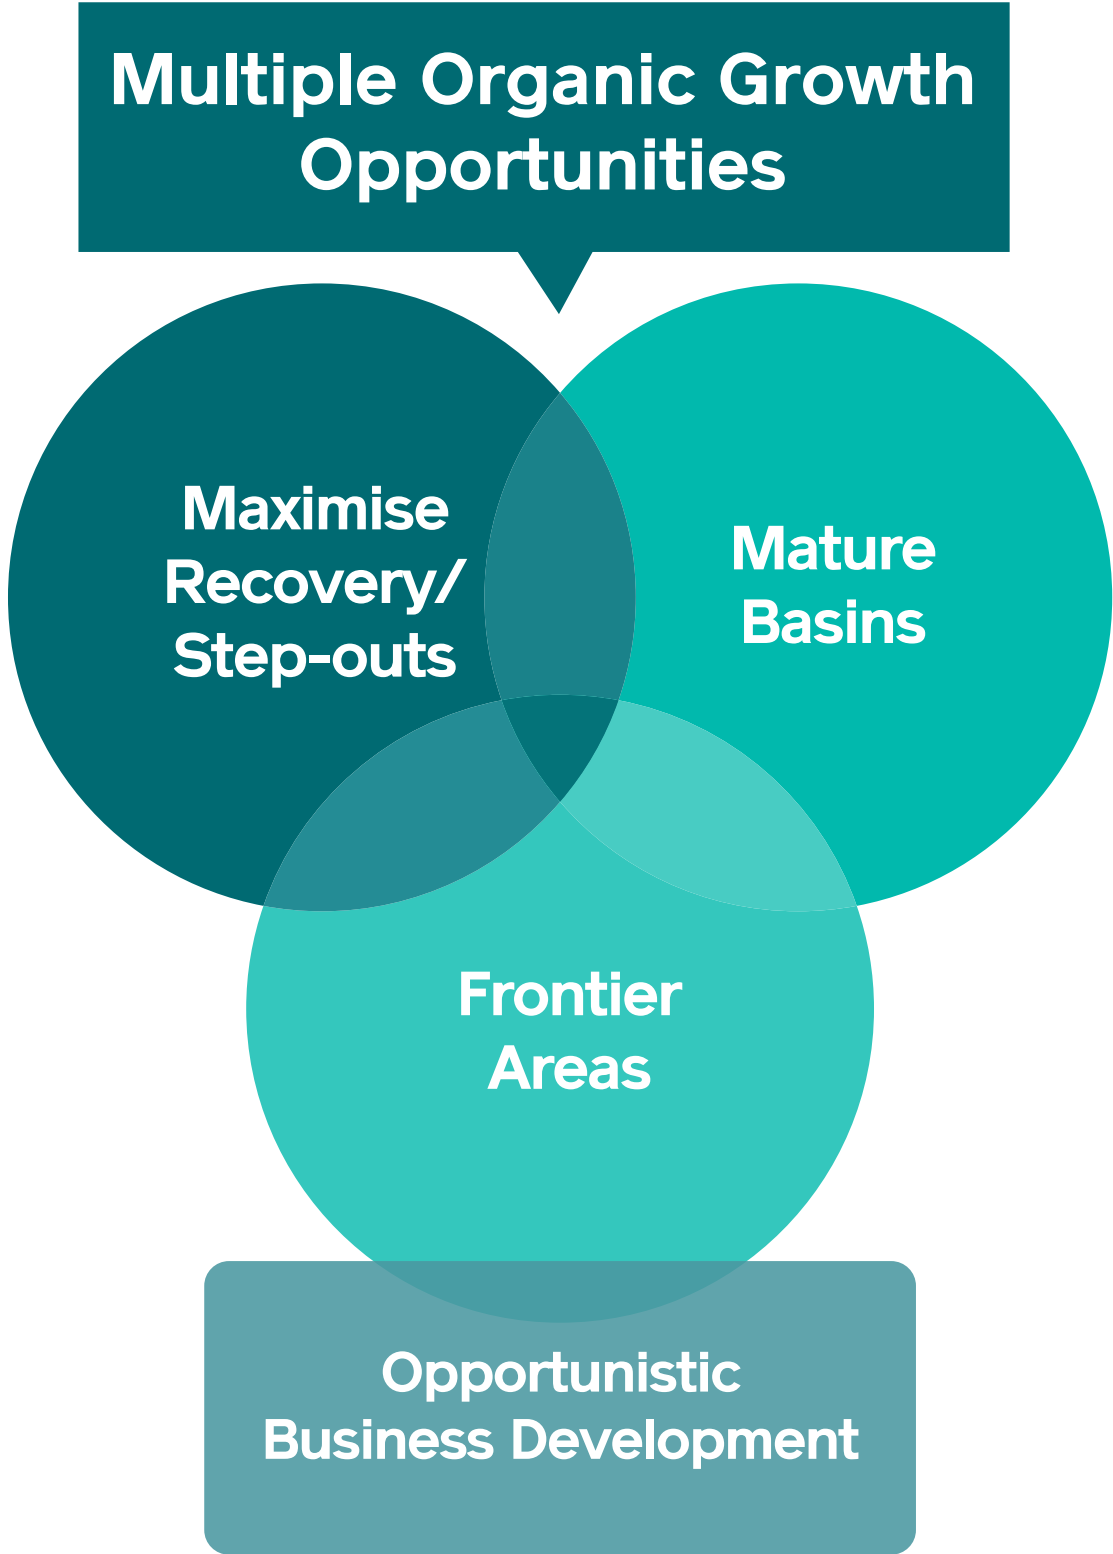 Multiple Organic Growth
Opportunities
Maximise
Recovery/
Step-outs
Mature
Basins
Frontier
Areas
Opportunistic
Business Development